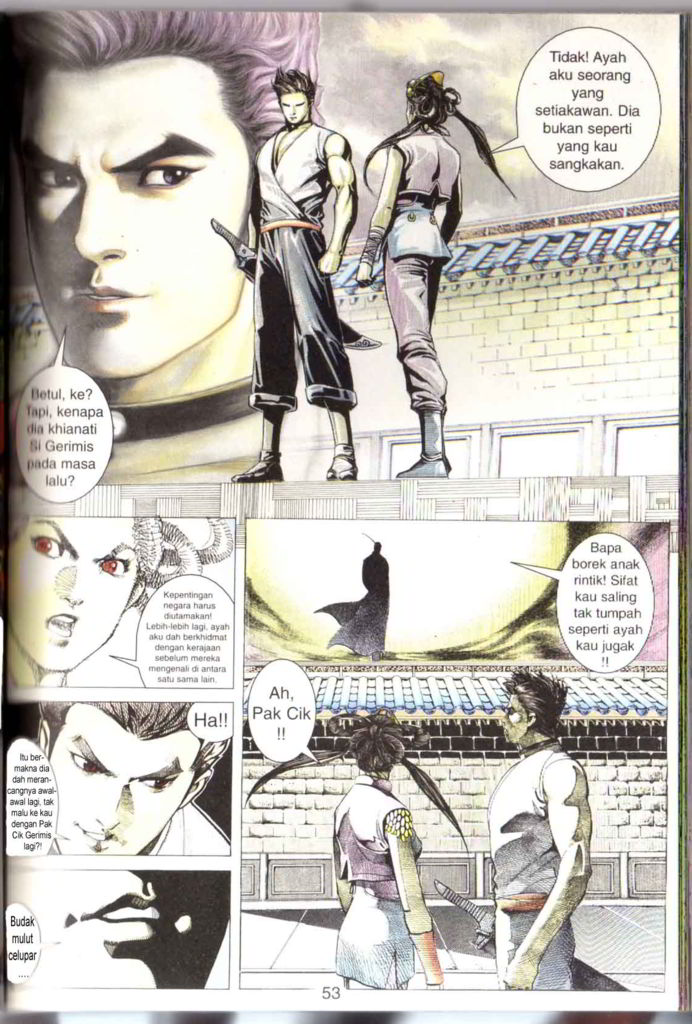 Tidak! Ayah
aku seorang
yang
setiakawan. Dia
bukan seperti
yang kau
sangkakan.
Betul, ke?
Tapi, kenapa
dia khianati
Si Gerimis
pada masa
lalu?
Kepentingan
negara harus
diutamakan!
Lebih-lebih lagi, ayah
aku dah berkhidmat
dengan kerajaan
sebelum mereka
mengenali di antara
satu sama lain.
Ha!!
Itu ber-
makna dia
dah meran-
cangnya awal-
awal lagi, tak
malu ke kau
dengan Pak
Cik Gerimis
lagi?!
Budak
mulut
celupar
....
Bapa
borek anak
rintik! Sifat
kau saling
tak tumpah
seperti ayah
kau jugak
!!
Ah,
Pak Cik
!!
53